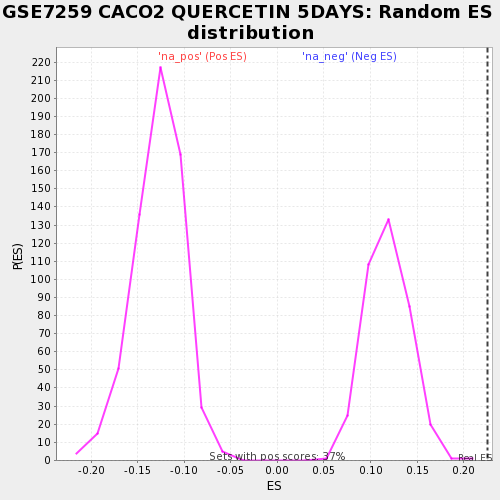 GSE7259 CACO2 QUERCETIN 5DAYS: Random ES
distribution
'na_pos' (Pos ES) 'na_neg' (Neg ES)
220
210
200
190
180
170
160
150
140
130
120
110
100
90
80
70
60
50
40
30
20
10
0
P(ES)
Sets with pos scores: 37%
Real ES
-0.20 -0.15 -0.10 -0.05 0.00 0.05 0.10 0.15 0.20
ES